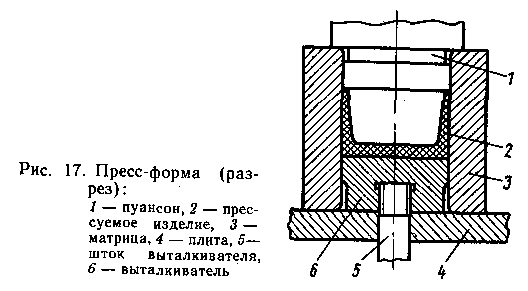 Рис. 17. Пресс-форма (раз-
рез):
1 — пуансон, 2 — прес-
суемое изделие, 3 —
матрица, 4 — плита, 5—
шток выталкивателя,
6 — выталкиватель
1
2
3
6
5
4